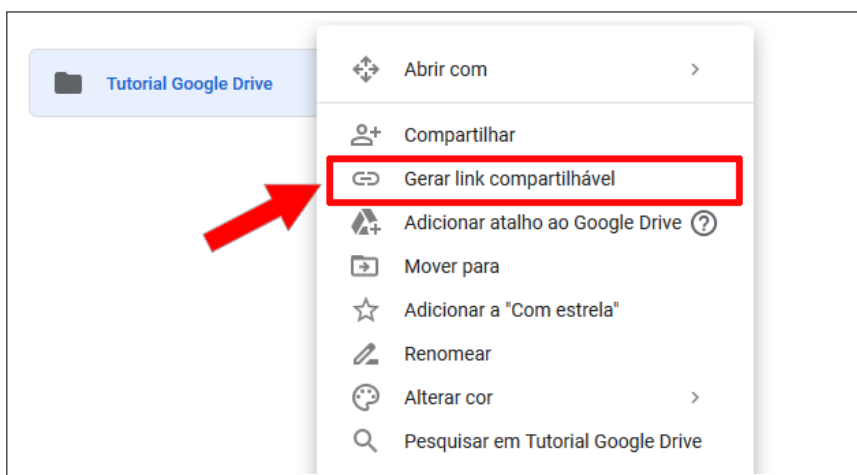 Tutorial Google Drive
Abrir com
Compartilhar
Gerar link compartilhável
Adicionar atalho ao Google Drive
Mover para
Adicionar a "Com estrela"
Renomear
Alterar cor
Pesquisar em Tutorial Google Drive